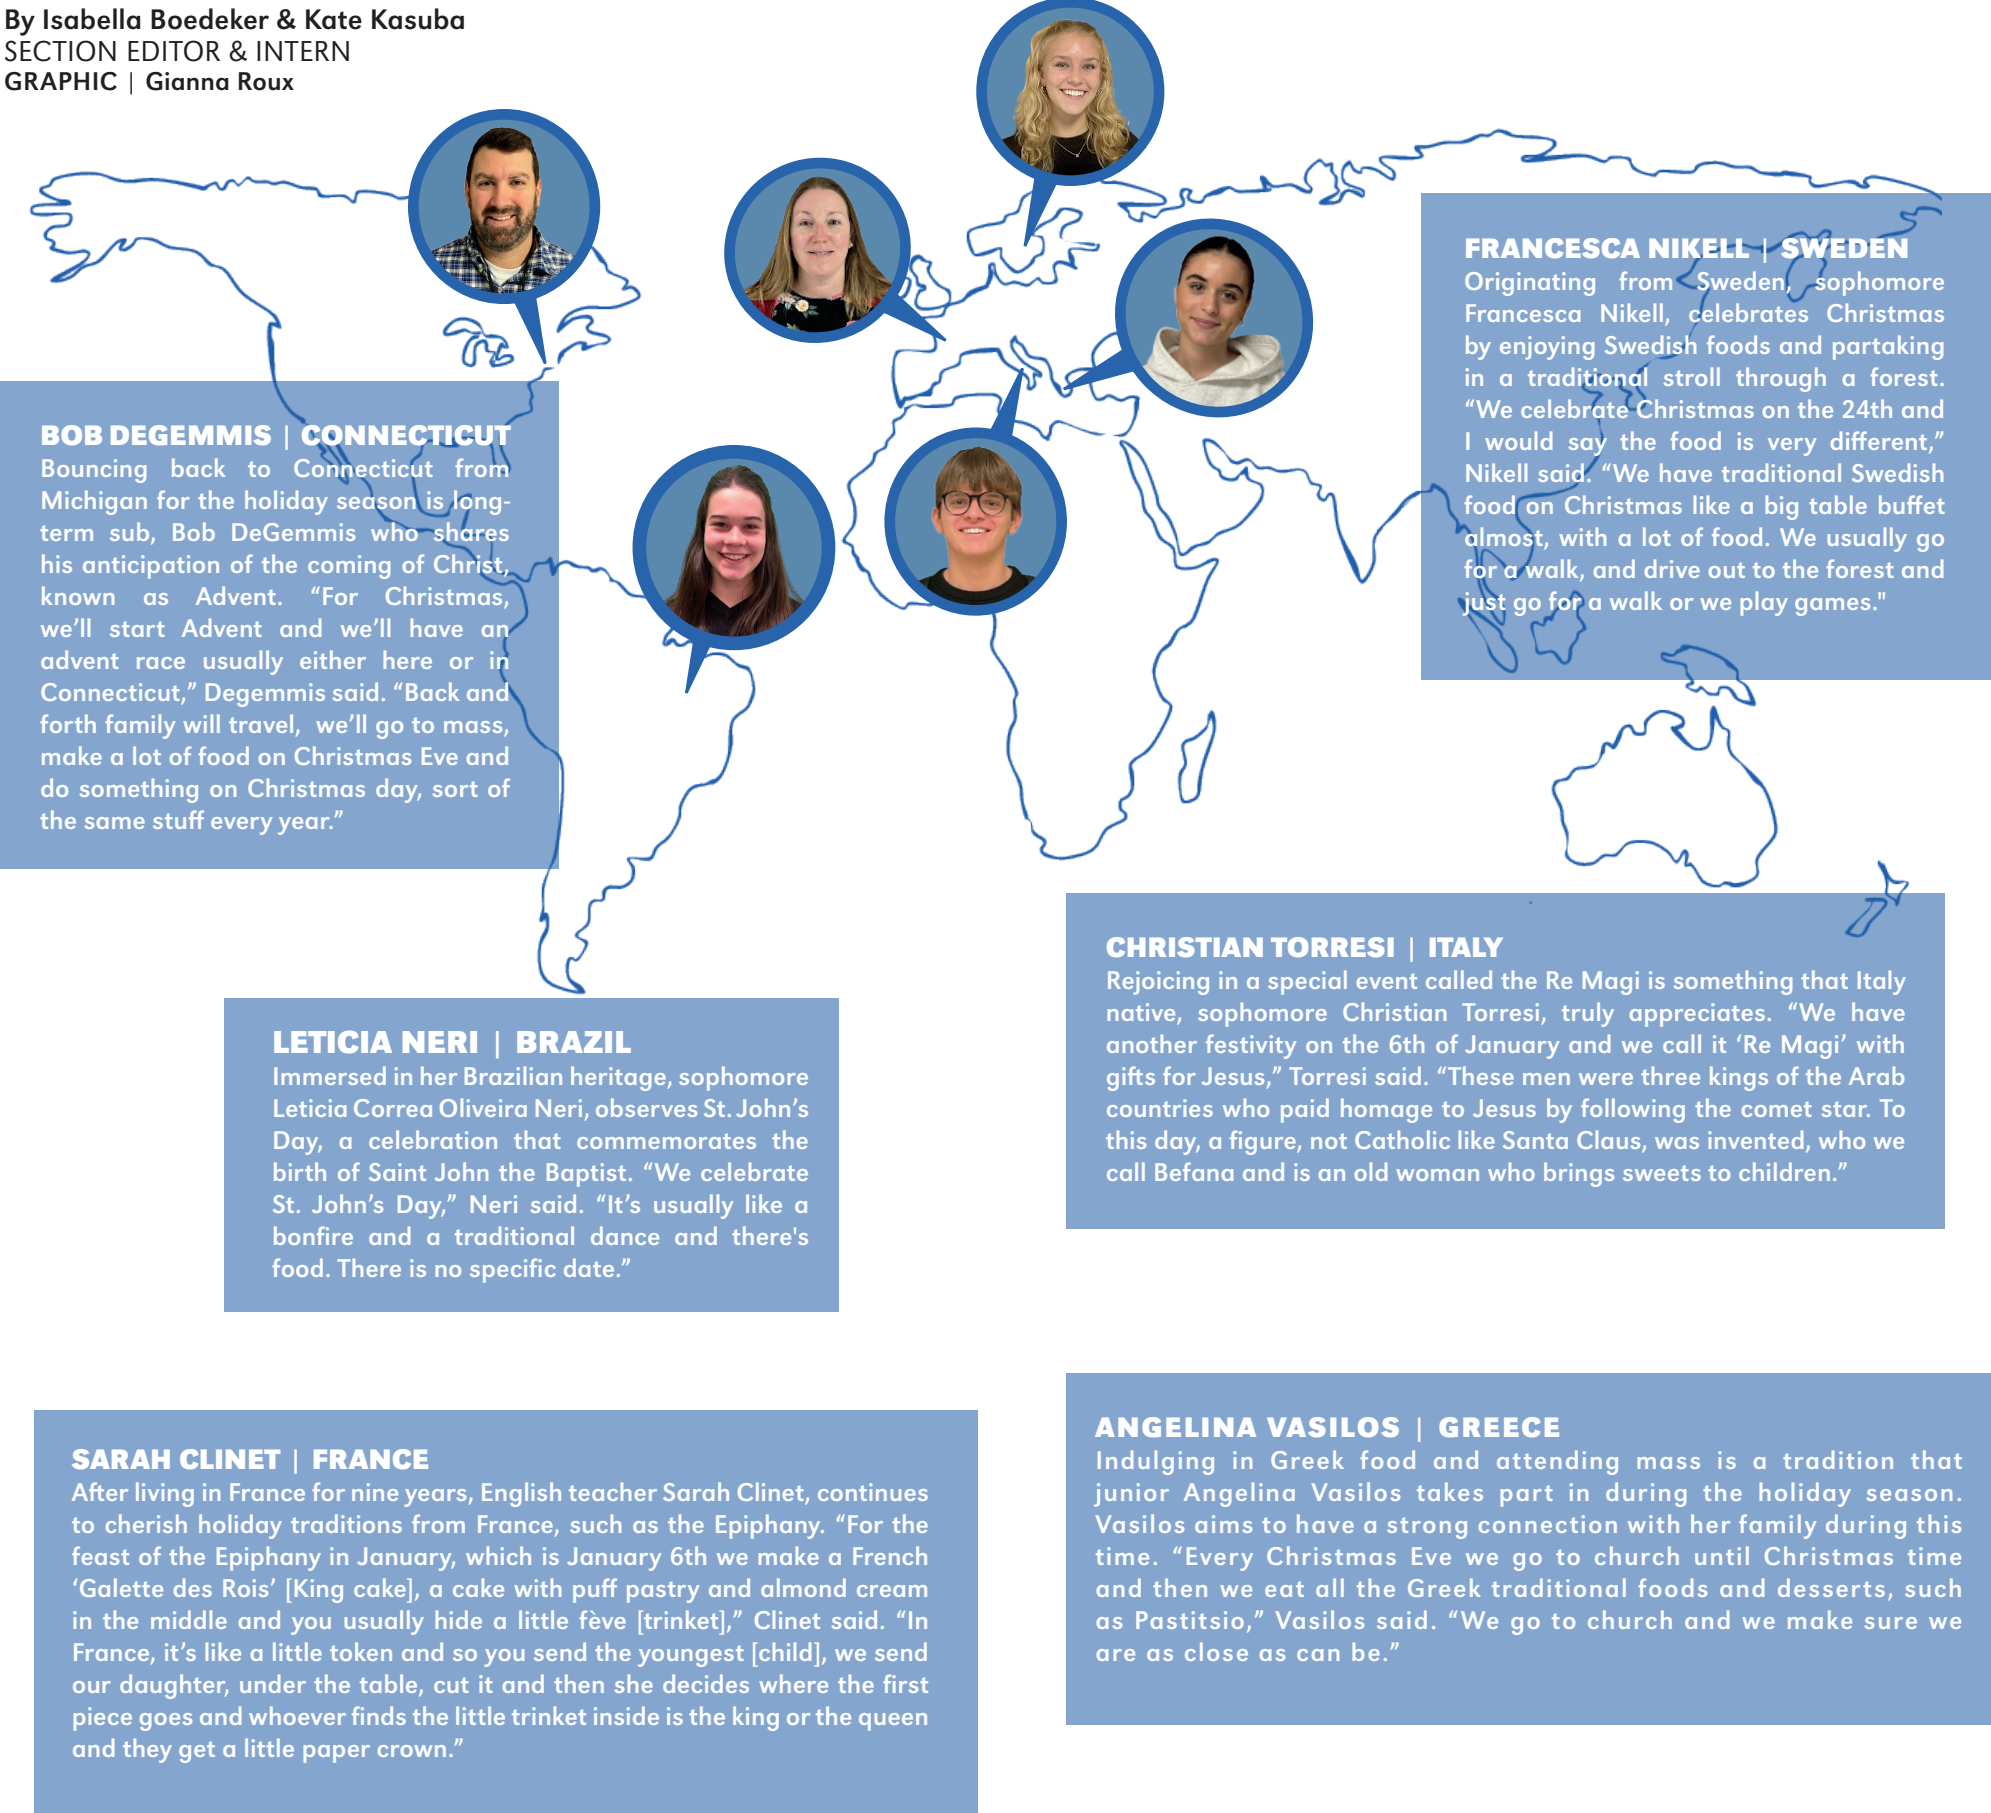 By Isabella Boedeker & Kate Kasuba
SECTION EDITOR & INTERN
GRAPHIC | Gianna Roux
BOB DEGEMMIS | CONNECTICUT
Bouncing back to Connecticut from
Michigan for the holiday season is long-
term sub, Bob DeGemmis who shares
his anticipation of the coming of Christ,
known as Advent. “For Christmas,
we’ll start Advent and we’ll have an
advent race usually either here or in
Connecticut,” Degemmis said. “Back and
forth family will travel, we’ll go to mass,
make a lot of food on Christmas Eve and
do something on Christmas day, sort of
the same stuff every year.”
FRANCESCA NIKELL | SWEDEN
Originating from Sweden, sophomore
Francesca Nikell, celebrates Christmas
by enjoying Swedish foods and partaking
in a traditional stroll through a forest.
“We celebrate Christmas on the 24th and
I would say the food is very different,”
Nikell said. “We have traditional Swedish
food on Christmas like a big table buffet
almost, with a lot of food. We usually go
for a walk, and drive out to the forest and
just go for a walk or we play games."
LETICIA NERI | BRAZIL
Immersed in her Brazilian heritage, sophomore
Leticia Correa Oliveira Neri, observes St. John’s
Day, a celebration that commemorates the
birth of Saint John the Baptist. “We celebrate
St. John’s Day,” Neri said. “It’s usually like a
bonfire and a traditional dance and there's
food. There is no specific date.”
CHRISTIAN TORRESI | ITALY
Rejoicing in a special event called the Re Magi is something that Italy
native, sophomore Christian Torresi, truly appreciates. “We have
another festivity on the 6th of January and we call it ‘Re Magi’ with
gifts for Jesus,” Torresi said. “These men were three kings of the Arab
countries who paid homage to Jesus by following the comet star. To
this day, a figure, not Catholic like Santa Claus, was invented, who we
call Befana and is an old woman who brings sweets to children.”
SARAH CLINET | FRANCE
After living in France for nine years, English teacher Sarah Clinet, continues
to cherish holiday traditions from France, such as the Epiphany. “For the
feast of the Epiphany in January, which is January 6th we make a French
‘Galette des Rois’ [King cake], a cake with puff pastry and almond cream
in the middle and you usually hide a little fève [trinket],” Clinet said. “In
France, it’s like a little token and so you send the youngest [child], we send
our daughter, under the table, cut it and then she decides where the first
piece goes and whoever finds the little trinket inside is the king or the queen
and they get a little paper crown.”
ANGELINA VASILOS | GREECE
Indulging in Greek food and attending mass is a tradition that
junior Angelina Vasilos takes part in during the holiday season.
Vasilos aims to have a strong connection with her family during this
time. “Every Christmas Eve we go to church until Christmas time
and then we eat all the Greek traditional foods and desserts, such
as Pastitsio,” Vasilos said. “We go to church and we make sure we
are as close as can be.”